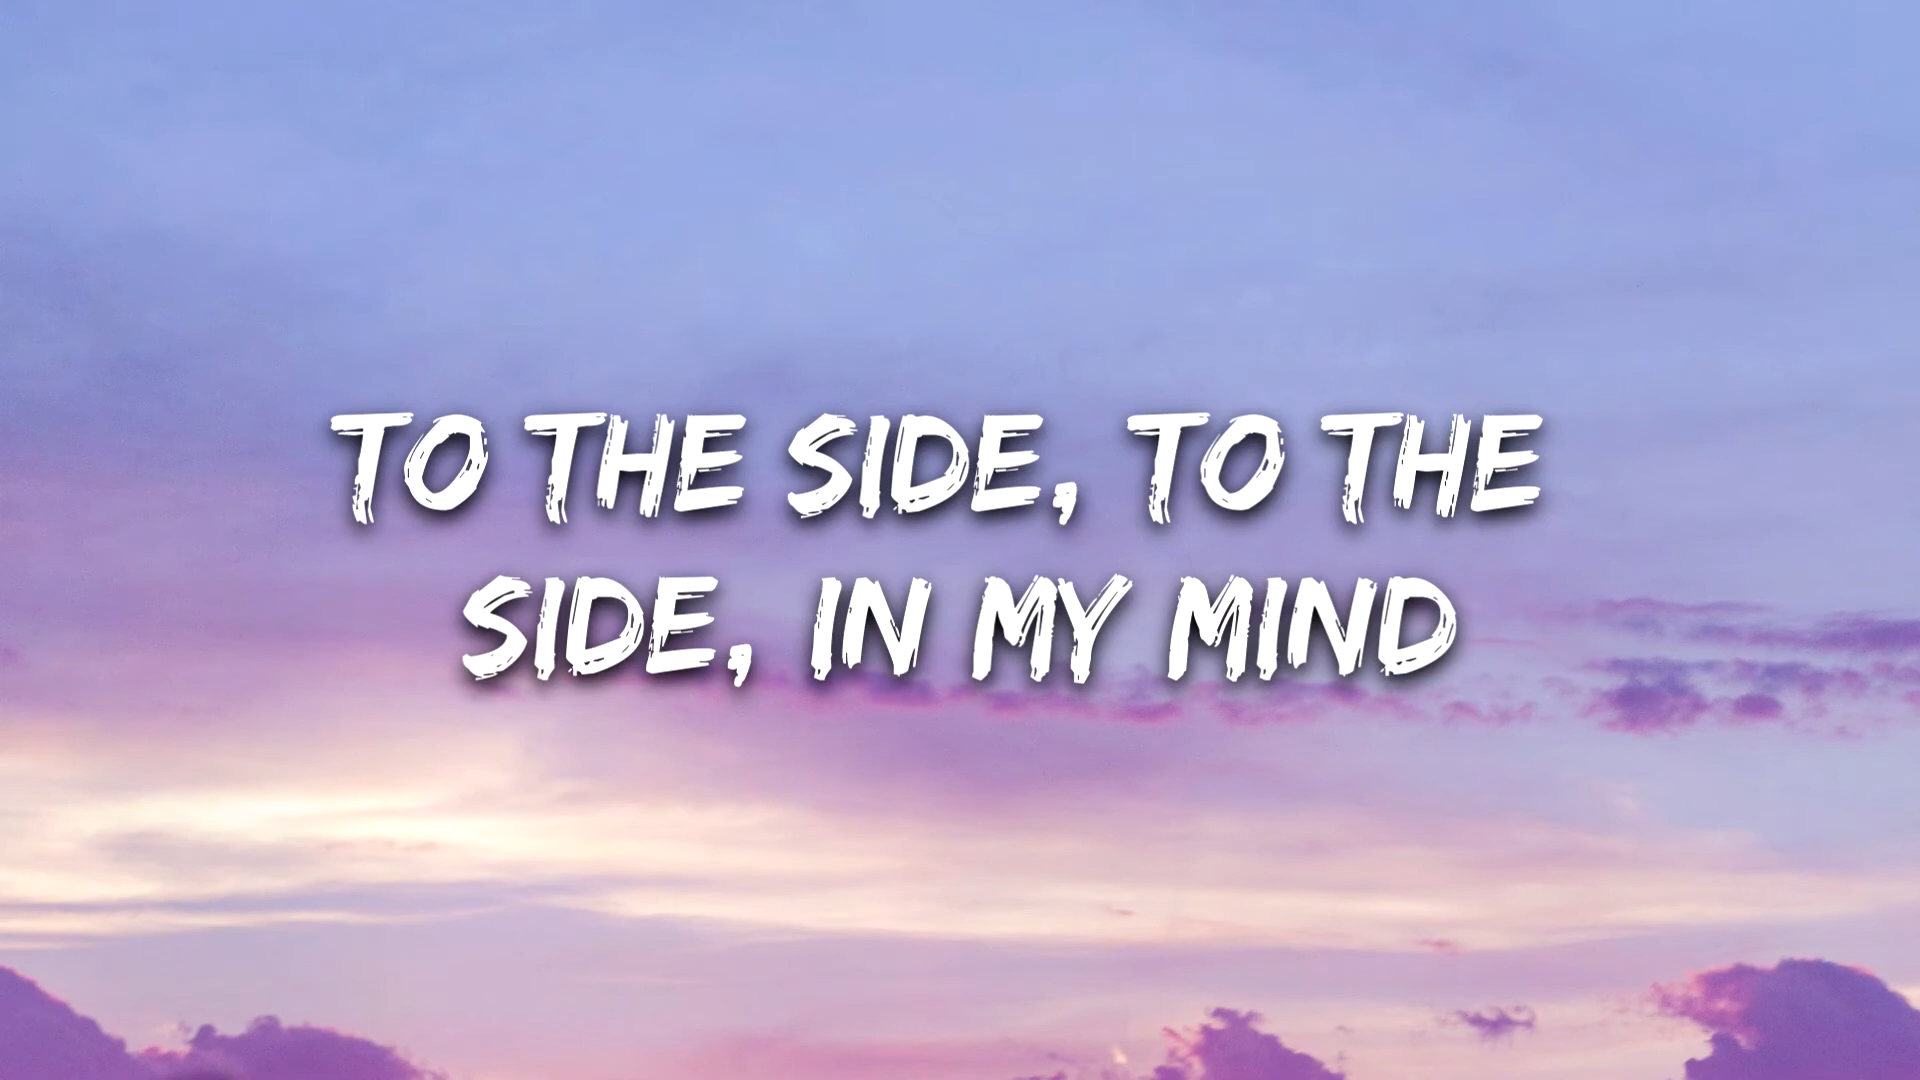 TO THE SIDE, TO THE
SIDE, IN MY MIND